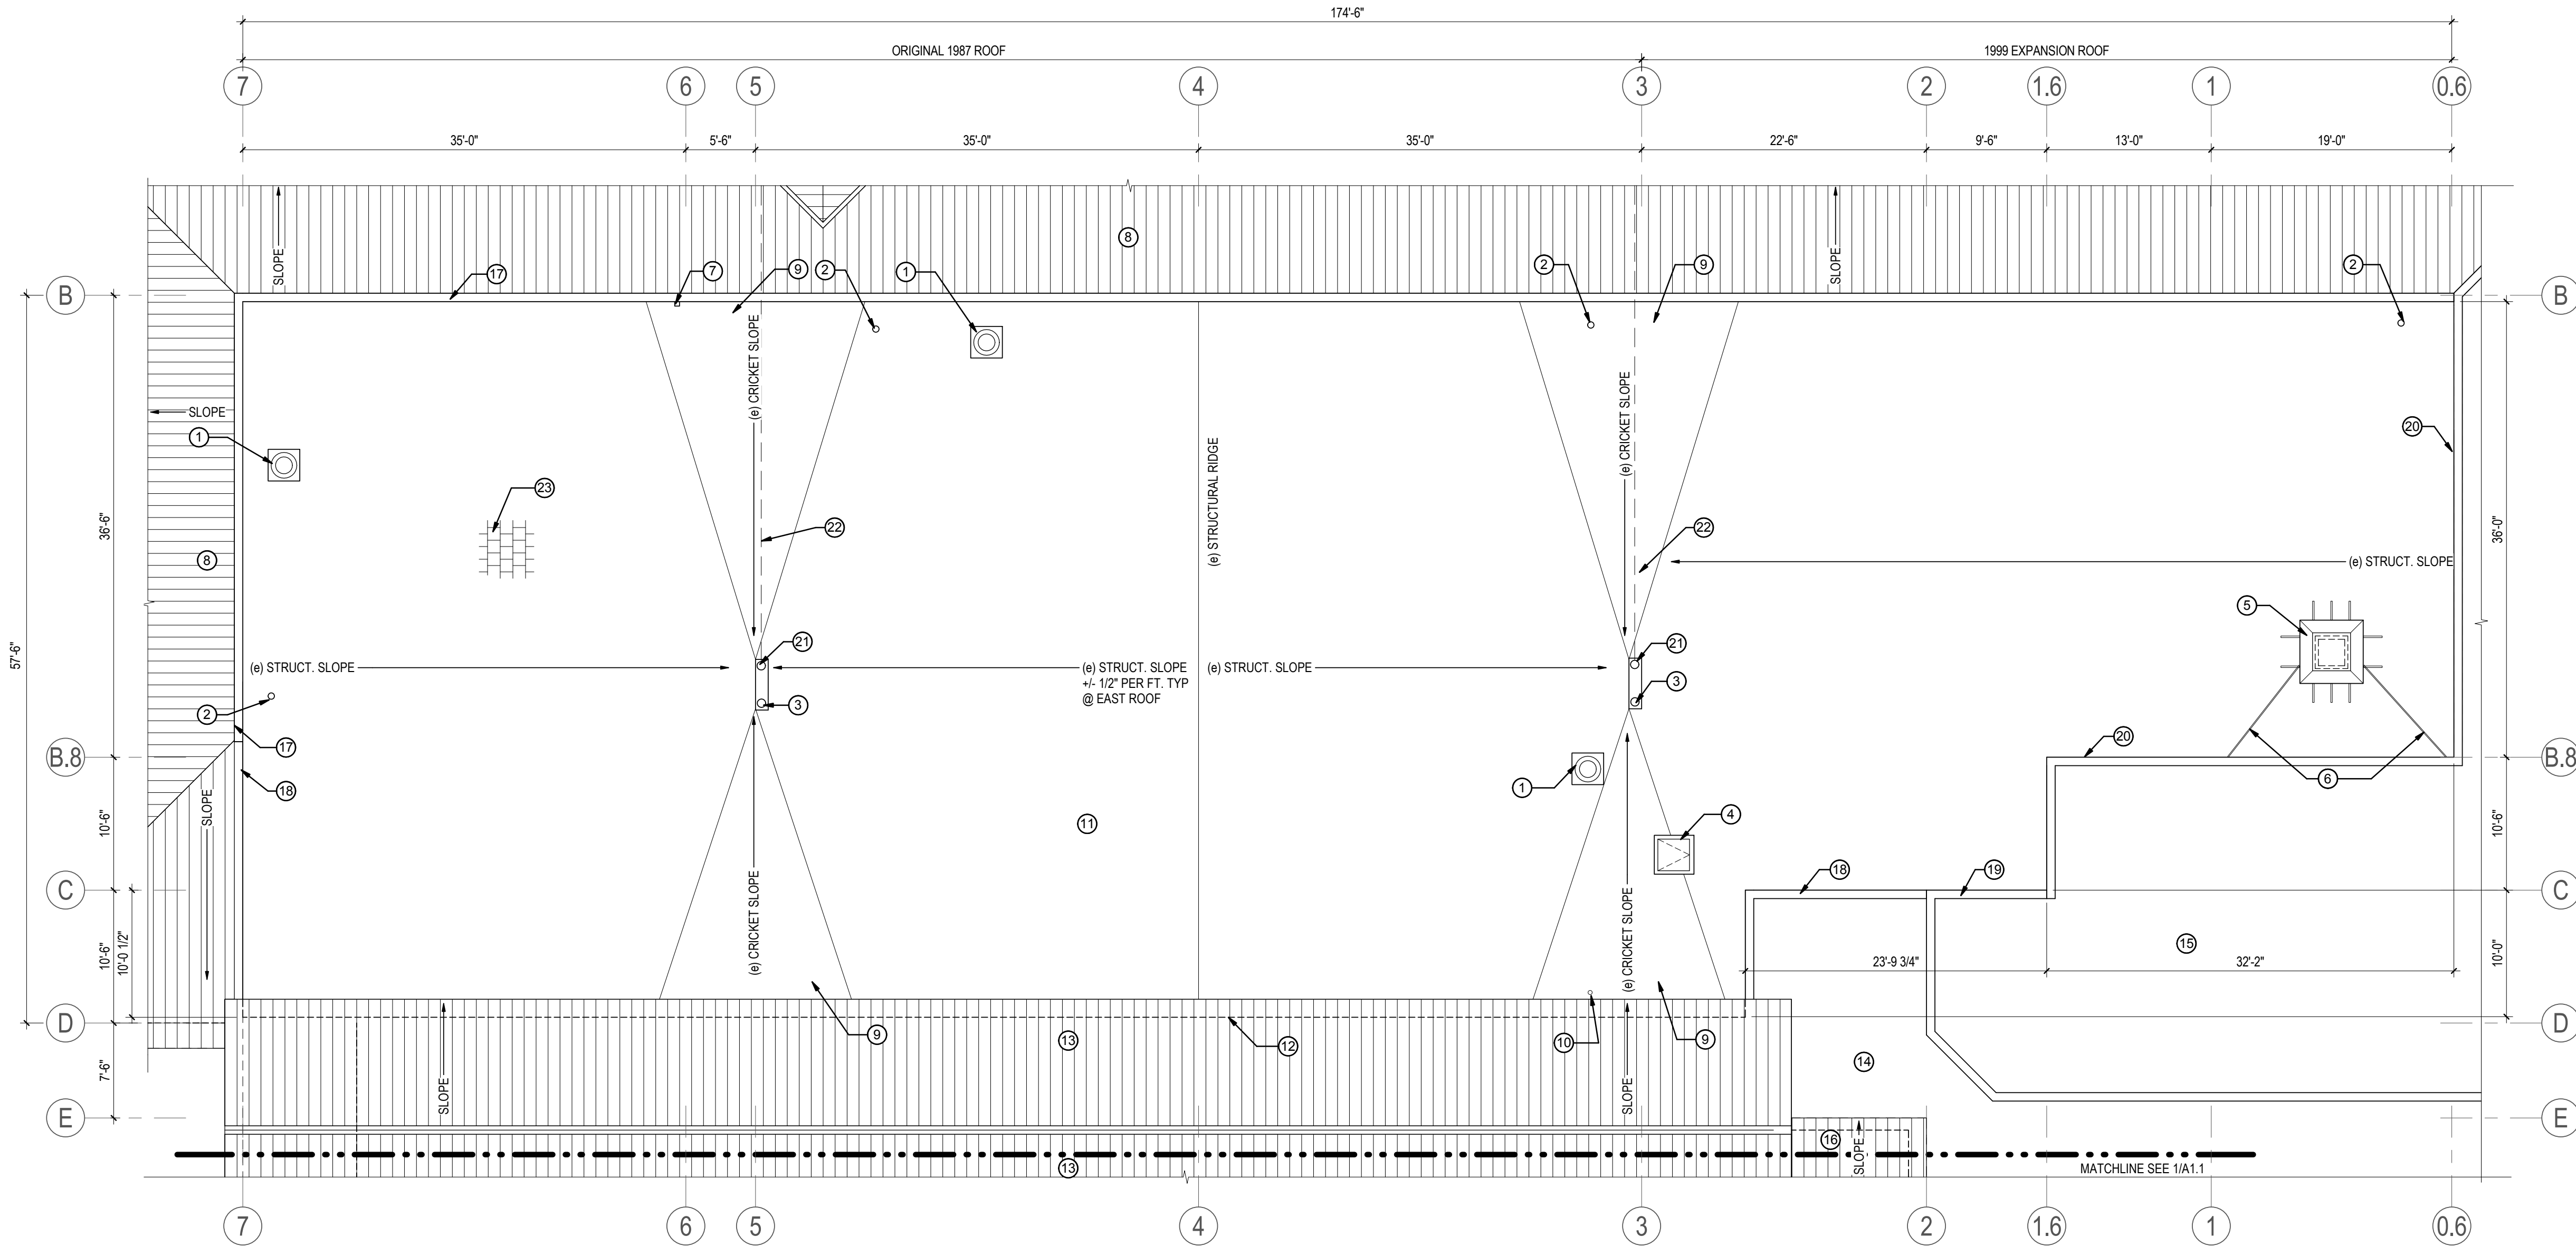 174'-6"
ORIGINAL 1987 ROOF
1999 EXPANSION ROOF
7
6
5
4
3
2
1.6
1
0.6
35'-0"
5'-6"
35'-0"
35'-0"
22'-6"
9'-6"
13'-0"
19'-0"
SLOPE
8
SLOPE
17
7
9
2
1
2
9
2
B
B
(e) CRICKET SLOPE
(e) CRICKET SLOPE
SLOPE
1
20
(e) STRUCTURAL RIDGE
23
36'-6"
22
22
36'-0"
8
(e) STRUCT. SLOPE
5
57'-6"
21
21
(e) STRUCT. SLOPE
(e) STRUCT. SLOPE
+/- 1/2" PER FT. TYP
@ EAST ROOF
(e) STRUCT. SLOPE
3
3
2
17
20
B.8
B.8
18
1
6
SLOPE
4
11
10'-6"
10'-6"
18
19
C
C
(e) CRICKET SLOPE
(e) CRICKET SLOPE
10'-6"
10'-0 1/2"
15
23'-9 3/4"
32'-2"
10'-0"
D
D
9
13
12
10
9
14
7'-6"
SLOPE
SLOPE
E
E
16
SLOPE
13
MATCHLINE SEE 1/A1.1
7
6
5
4
3
2
1.6
1
0.6